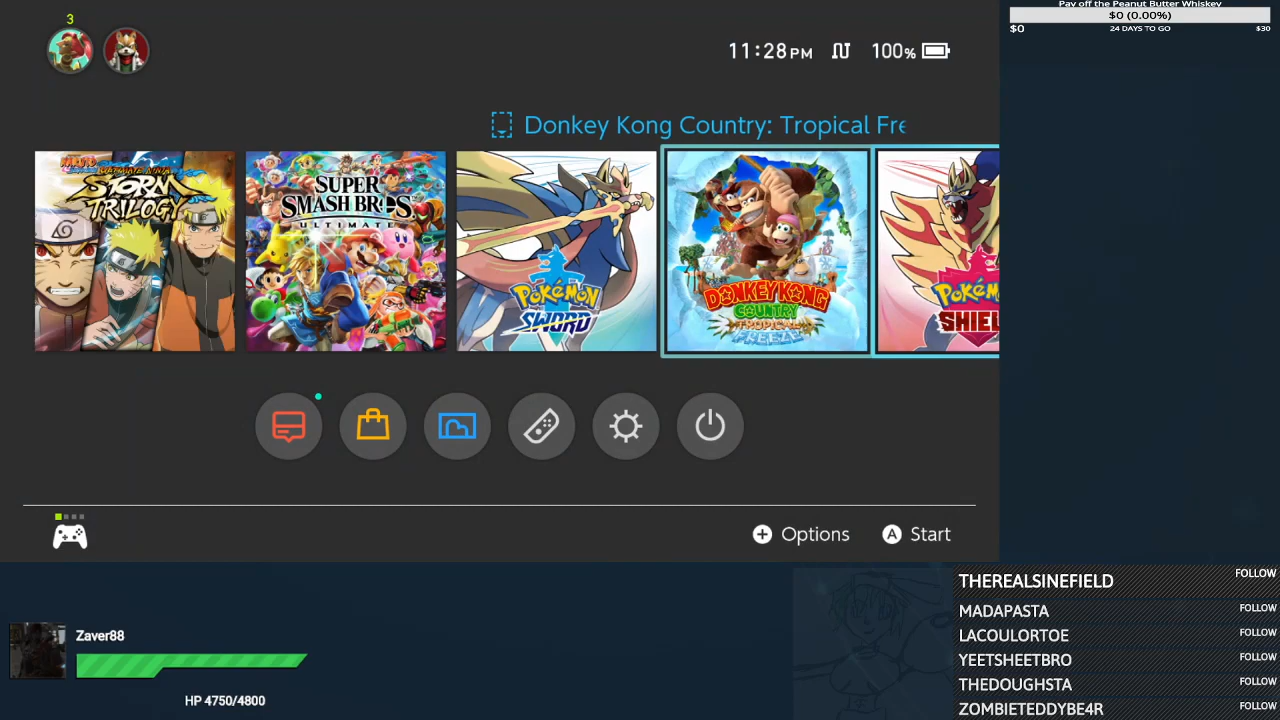 3
11:28 PM 100%
Donkey Kong Country: Tropical Fre
NARUTO
ULTIMATE NINJA
STORM
TRILOGY
SUPER
SMASH BROS.
ULTIMATE
POKÉMON
SWORD
DONKEY KONG
COUNTRY
TROPICAL
FREEZE
POKÉM
SHIEL
Options
Start
Pay off the Peanut Butter Whiskey
$0 (0.00%)
$0 24 DAYS TO GO $30
Zaver88
HP 4750/4800
THEREALSINEFIELD FOLLOW
MADAPASTA FOLLOW
LACOULORTOE FOLLOW
YEETSHEETBRO FOLLOW
THEDOUGHSTA FOLLOW
ZOMBIETEDDYBE4R FOLLOW